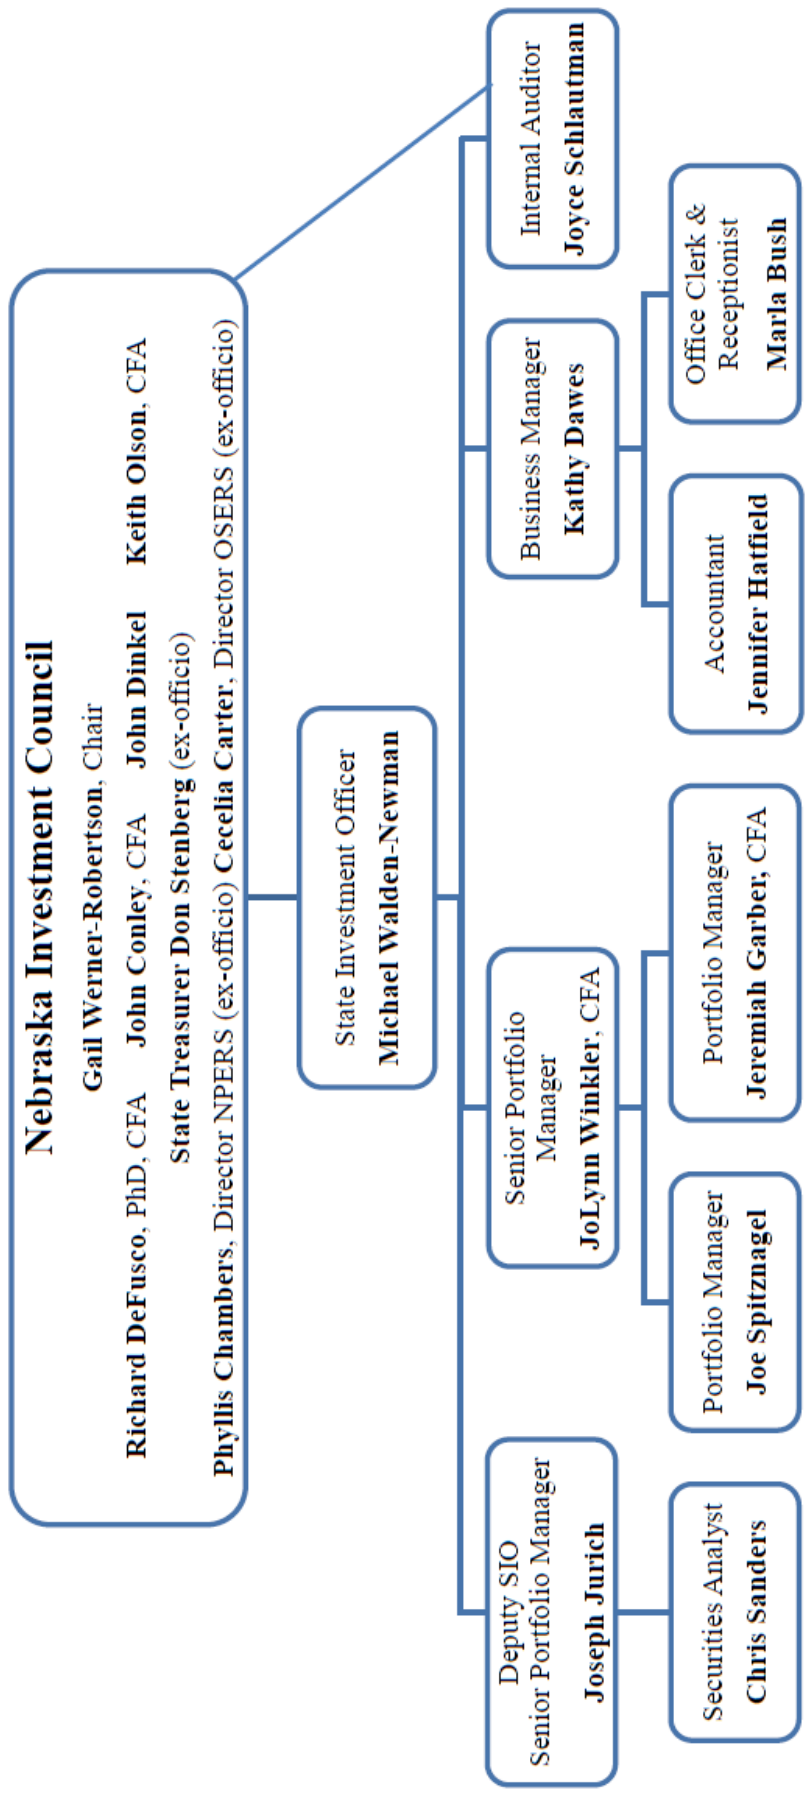 Nebraska Investment Council
Gail Werner-Robertson, Chair
Richard DeFusco, PhD, CFA John Conley, CFA John Dinkel Keith Olson, CFA
State Treasurer Don Stenberg (ex-officio)
Phyllis Chambers, Director NPERS (ex-officio) Cecelia Carter, Director OSERS (ex-officio)
State Investment Officer
Michael Walden-Newman
Deputy SIO
Senior Portfolio Manager
Joseph Jurich
Senior Portfolio
Manager
JoLynn Winkler, CFA
Business Manager
Kathy Dawes
Internal Auditor
Joyce Schlautman
Securities Analyst
Chris Sanders
Portfolio Manager
Joe Spitznagel
Portfolio Manager
Jeremiah Garber, CFA
Accountant
Jennifer Hatfield
Office Clerk &
Receptionist
Marla Bush